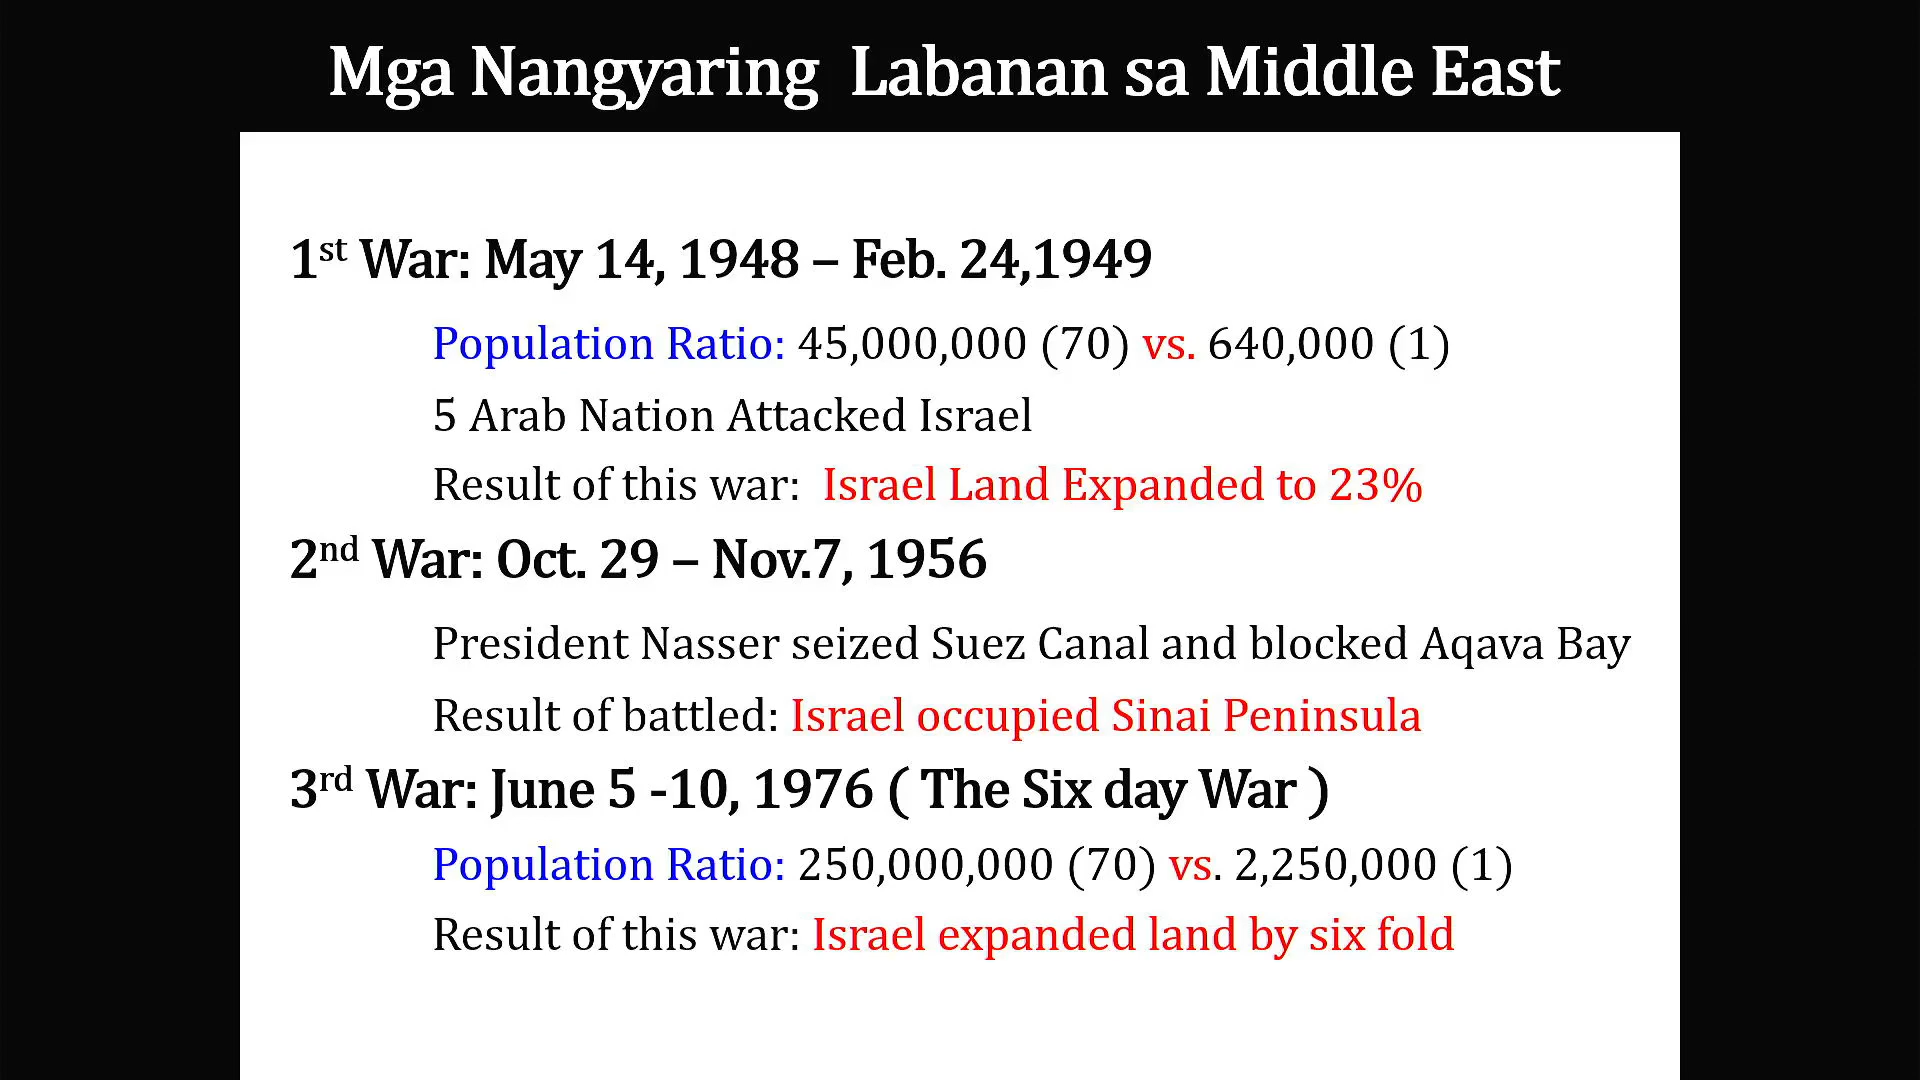 Mga Nangyaring Labanan sa Middle East
1st War: May 14, 1948 – Feb. 24,1949
Population Ratio: 45,000,000 (70) vs. 640,000 (1)
5 Arab Nation Attacked Israel
Result of this war: Israel Land Expanded to 23%
2nd War: Oct. 29 – Nov.7, 1956
President Nasser seized Suez Canal and blocked Aqava Bay
Result of battled: Israel occupied Sinai Peninsula
3rd War: June 5 -10, 1976 ( The Six day War )
Population Ratio: 250,000,000 (70) vs. 2,250,000 (1)
Result of this war: Israel expanded land by six fold